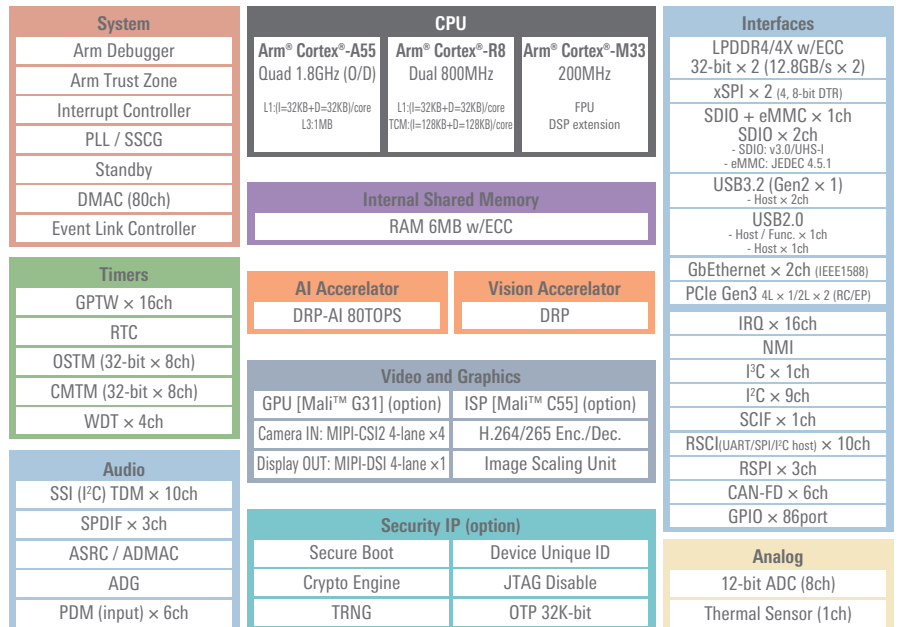 System
Arm Debugger
Arm Trust Zone
Interrupt Controller
PLL / SSCG
Standby
DMAC (80ch)
Event Link Controller
Timers
GPTW × 16ch
RTC
OSTM (32-bit × 8ch)
CMTM (32-bit × 8ch)
WDT × 4ch
Audio
SSI (I²C) TDM × 10ch
SPDIF × 3ch
ASRC / ADMAC
ADG
PDM (input) × 6ch
CPU
Arm® Cortex®-A55
Quad 1.8GHz (O/D)
L1:(I=32KB+D=32KB)/core
L3:1MB
Arm® Cortex®-R8
Dual 800MHz
L1:(I=32KB+D=32KB)/core
TCM:(I=128KB+D=128KB)/core
Arm® Cortex®-M33
200MHz
FPU
DSP extension
Internal Shared Memory
RAM 6MB w/ECC
AI Accerelator
DRP-AI 80TOPS
Vision Accerelator
DRP
Video and Graphics
GPU [Mali™ G31] (option)
ISP [Mali™ C55] (option)
Camera IN: MIPI-CSI2 4-lane ×4
H.264/265 Enc./Dec.
Display OUT: MIPI-DSI 4-lane ×1
Image Scaling Unit
Security IP (option)
Secure Boot
Device Unique ID
Crypto Engine
JTAG Disable
TRNG
OTP 32K-bit
Interfaces
LPDDR4/4X w/ECC
32-bit × 2 (12.8GB/s × 2)
xSPI × 2 (4, 8-bit DTR)
SDIO + eMMC × 1ch
SDIO × 2ch
- SDIO: v3.0/UHS-I
- eMMC: JEDEC 4.5.1
USB3.2 (Gen2 × 1)
- Host × 2ch
USB2.0
- Host / Func. × 1ch
- Host × 1ch
GbEthernet × 2ch (IEEE1588)
PCIe Gen3 4L × 1/2L × 2 (RC/EP)
IRQ × 16ch
NMI
I³C × 1ch
I²C × 9ch
SCIF × 1ch
RSCI(UART/SPI/I²C host) × 10ch
RSPI × 3ch
CAN-FD × 6ch
GPIO × 86port
Analog
12-bit ADC (8ch)
Thermal Sensor (1ch)